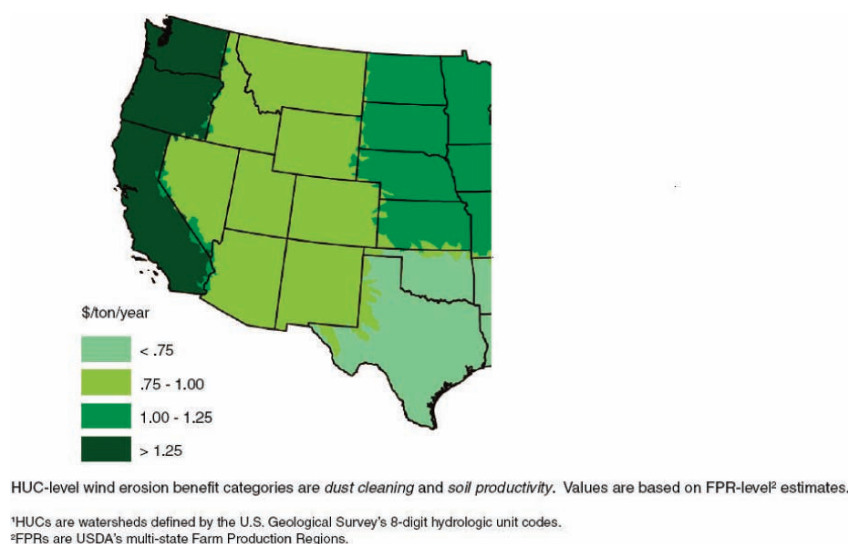 $/ton/year
< .75
.75 - 1.00
1.00 - 1.25
> 1.25
HUC-level wind erosion benefit categories are dust cleaning and soil productivity. Values are based on FPR-level² estimates.
¹HUCs are watersheds defined by the U.S. Geological Survey's 8-digit hydrologic unit codes.
²FPRs are USDA's multi-state Farm Production Regions.